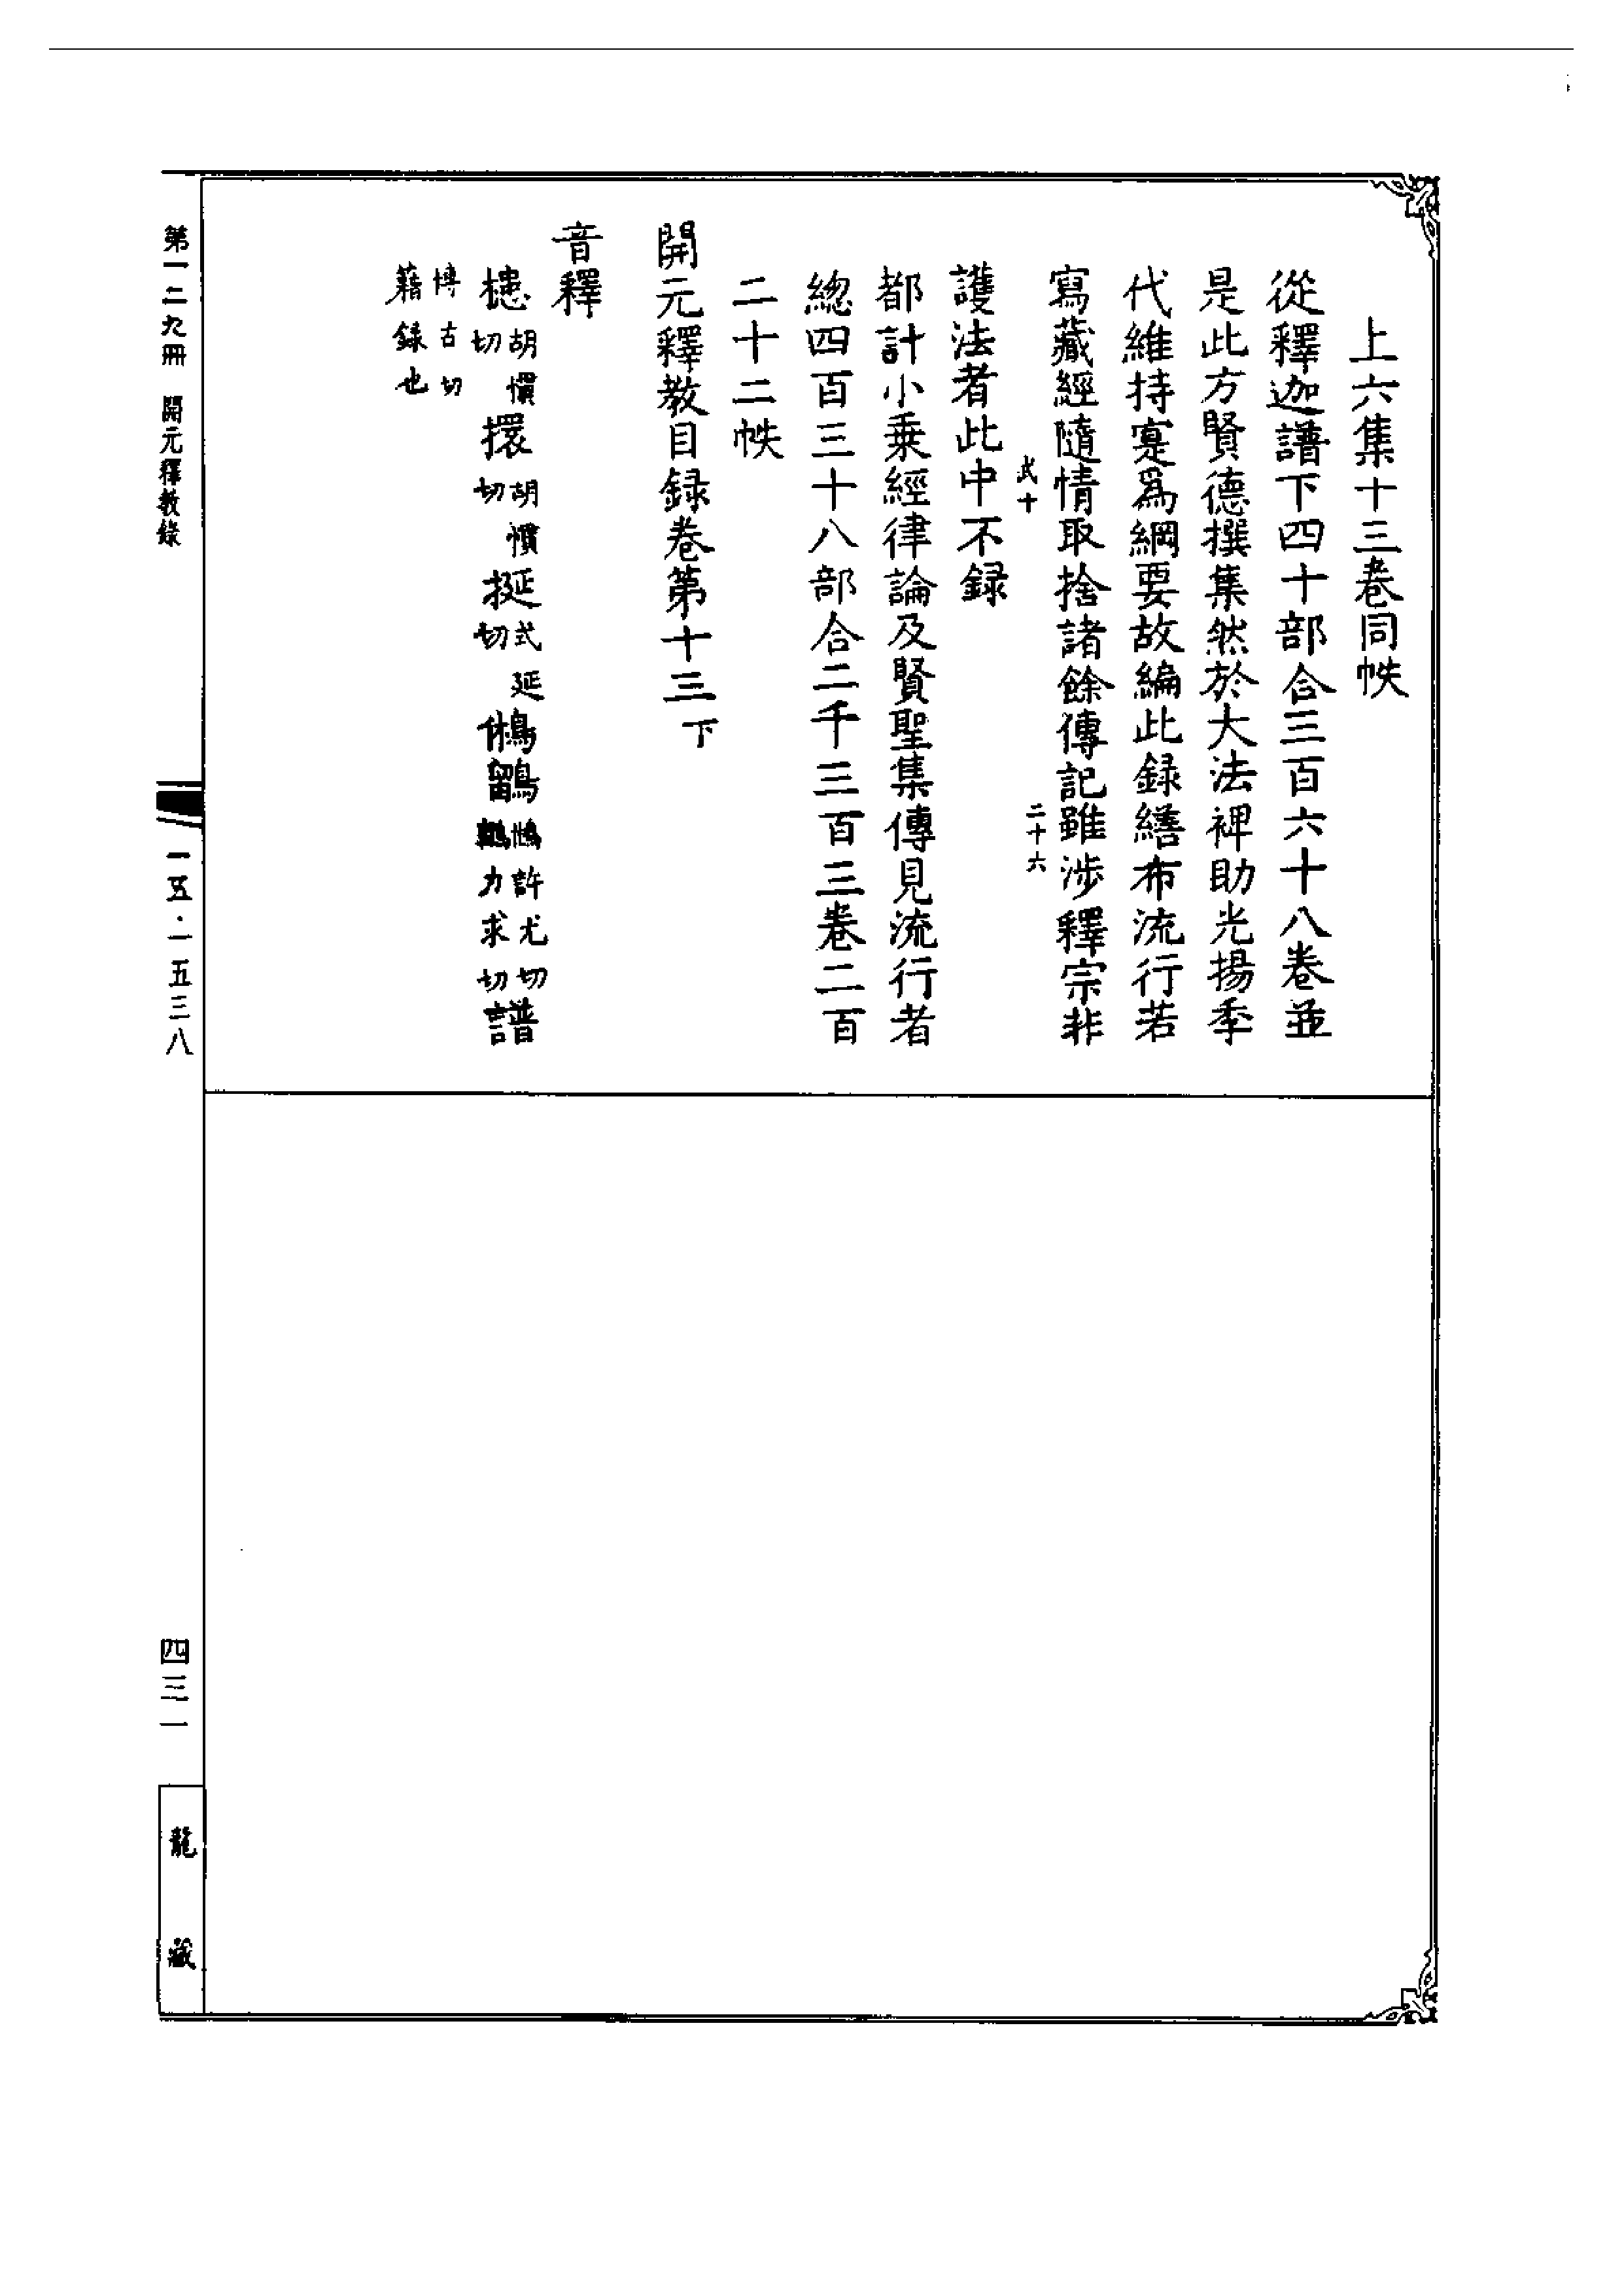 上六集十三卷同帙
從釋迦譜下四十部合三百六十八卷並
是此方賢德撰集然於大法裨助光揚季
代維持寔為綱要故編此錄繕布流行若
寫藏經隨情取捨諸餘傳記雖涉釋宗非
武十
二十六
護法者此中不録
都計小乗經律論及賢聖集傳見流行者
總四百三十八部合二千三百三卷二百
二十二帙
開元釋教目録卷第十三下
音釋
槵胡慣切擐胡慣切挻式延切鵂鶹鵂許尤切鶹力求切譜
博古切
藉錄也
第一二九冊 開元釋教錄
一五·一五三八
四三一
龍藏